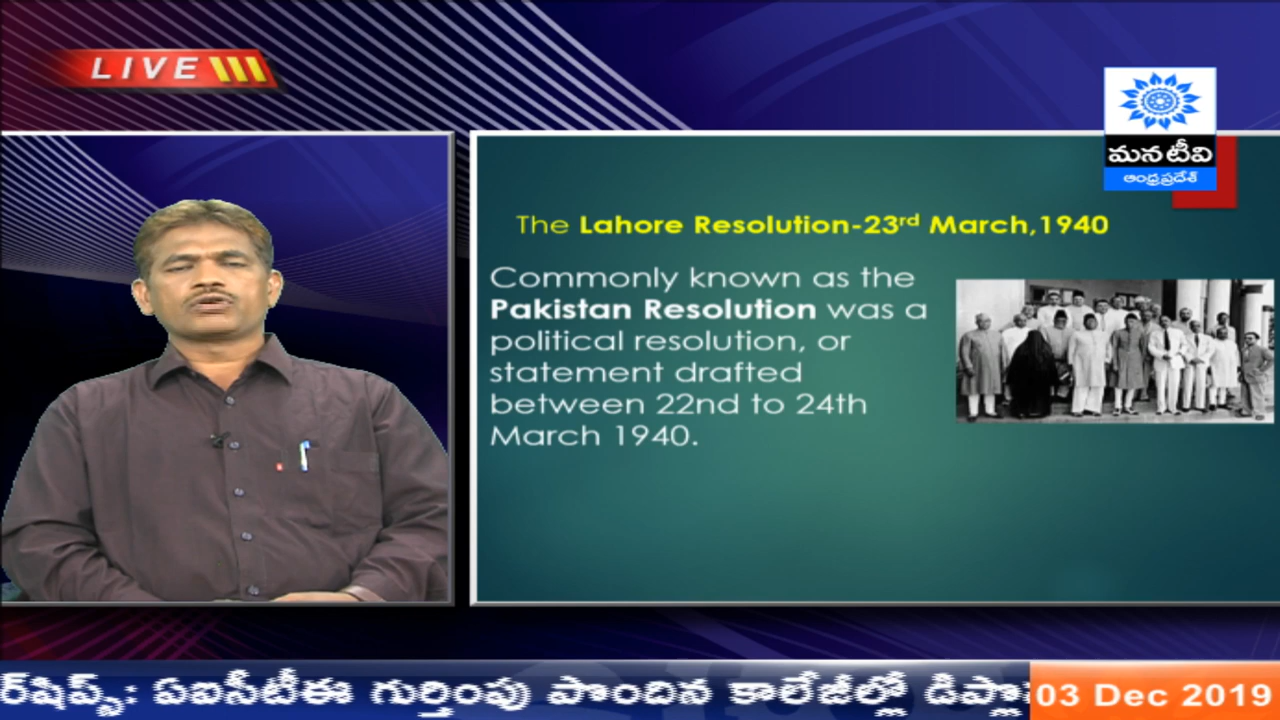 LIVE
మన టీవి
ఆంధ్రప్రదేశ్
The Lahore Resolution-23rd March,1940
Commonly known as the
Pakistan Resolution was a
political resolution, or
statement drafted
between 22nd to 24th
March 1940.
ఏఐసీటీఈ గుర్తింపు పొందిన కాలేజీల్లో
03 Dec 2019